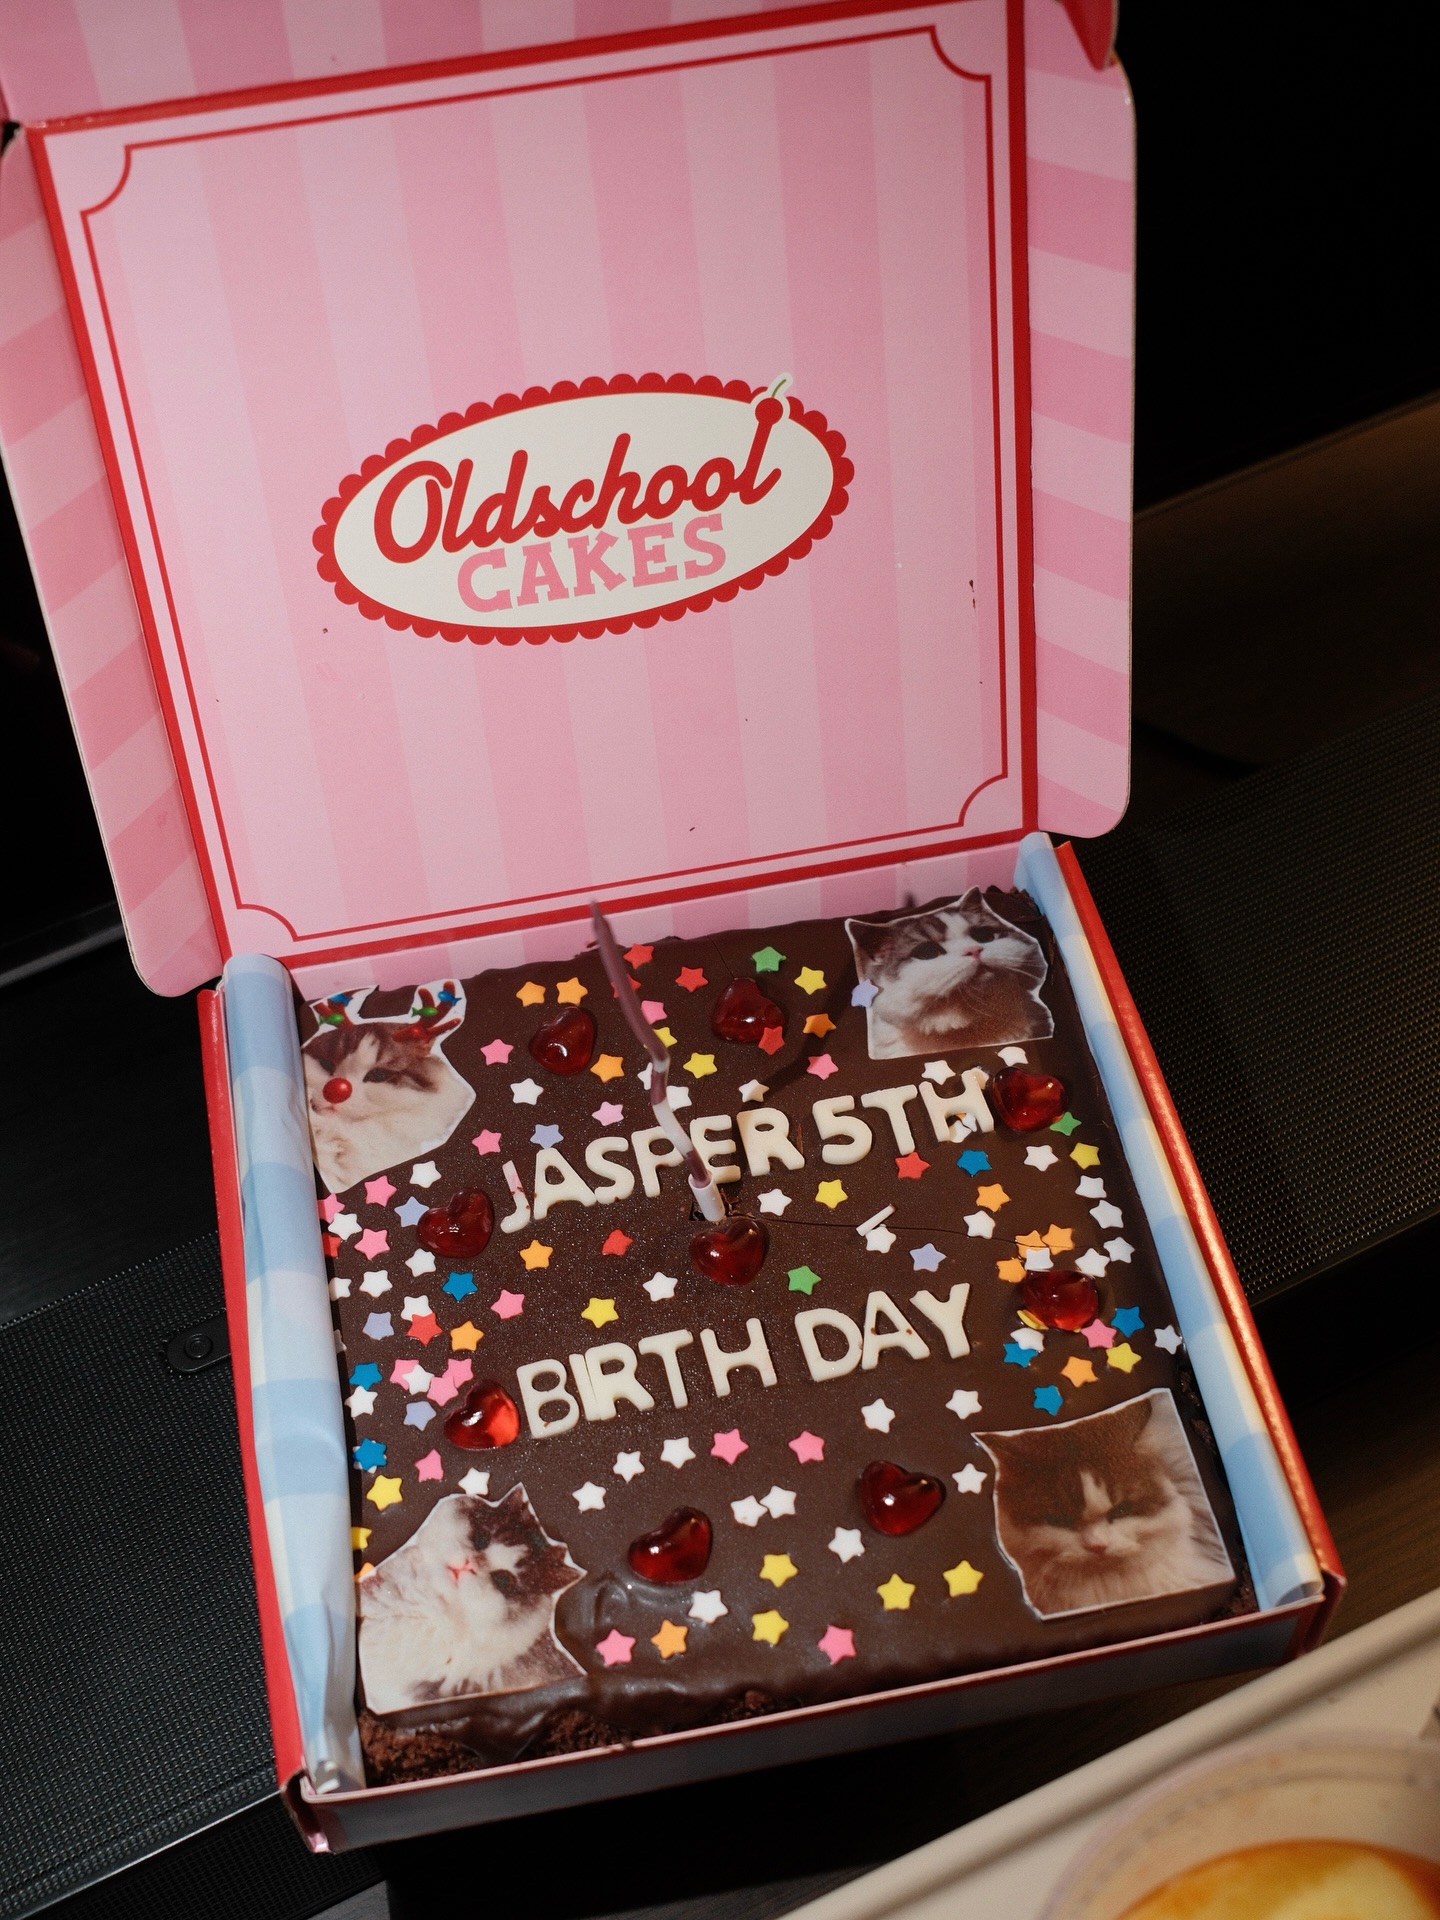 Oldschool
CAKES
JASPER 5TH
BIRTH DAY